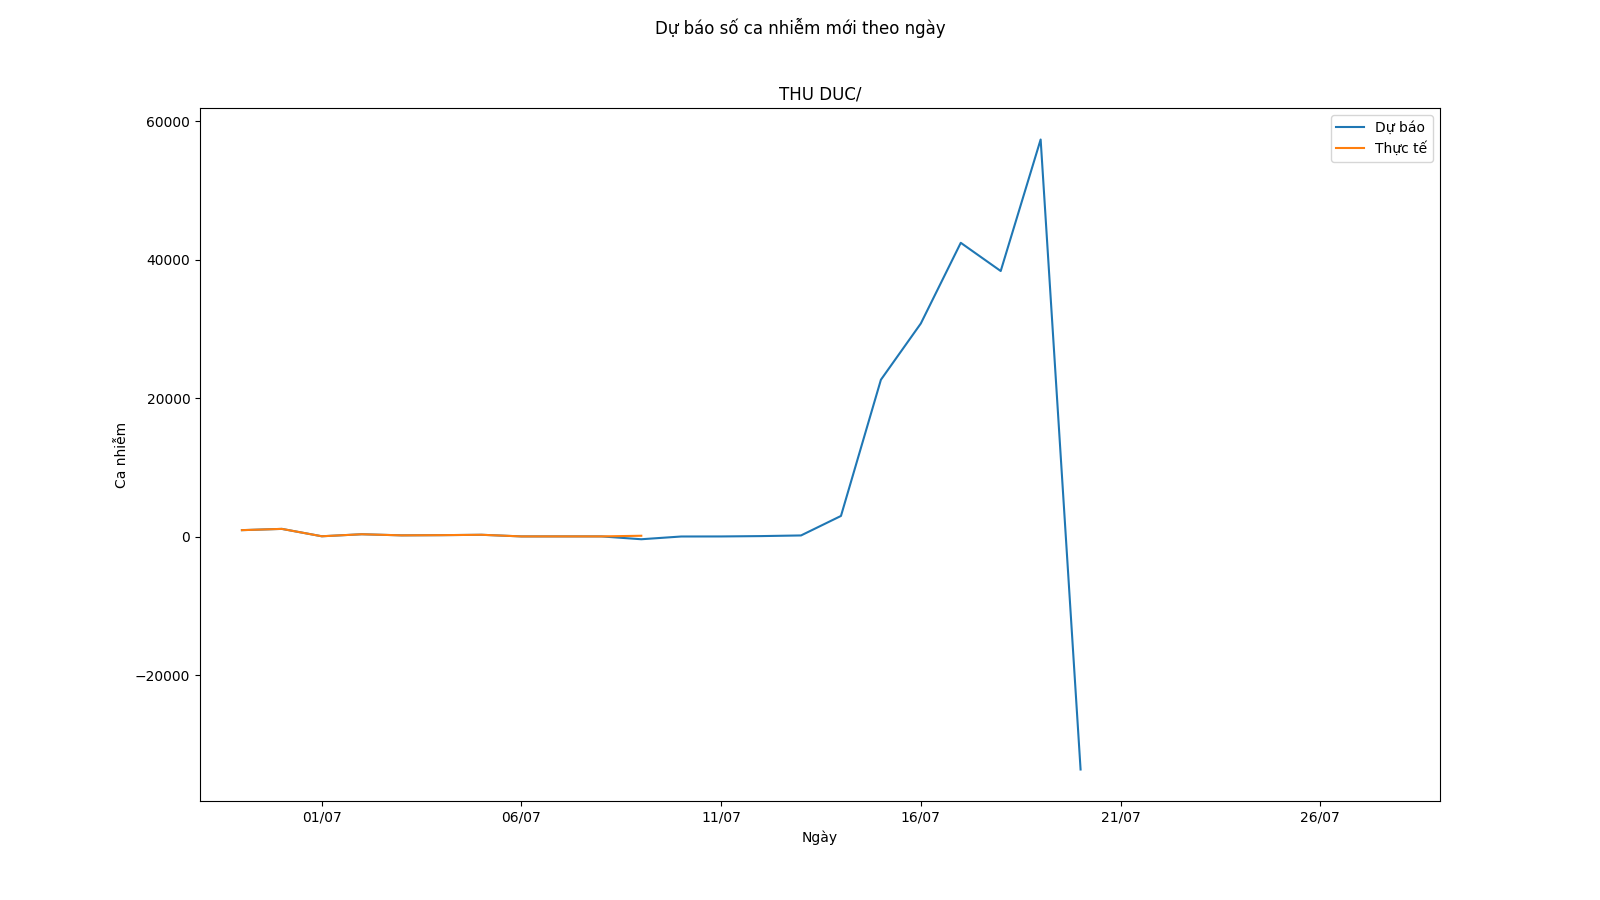 Dự báo số ca nhiễm mới theo ngày
THU DUC/
60000
40000
20000
0
−20000
Ca nhiễm
Dự báo
Thực tế
01/07
06/07
11/07
16/07
21/07
26/07
Ngày